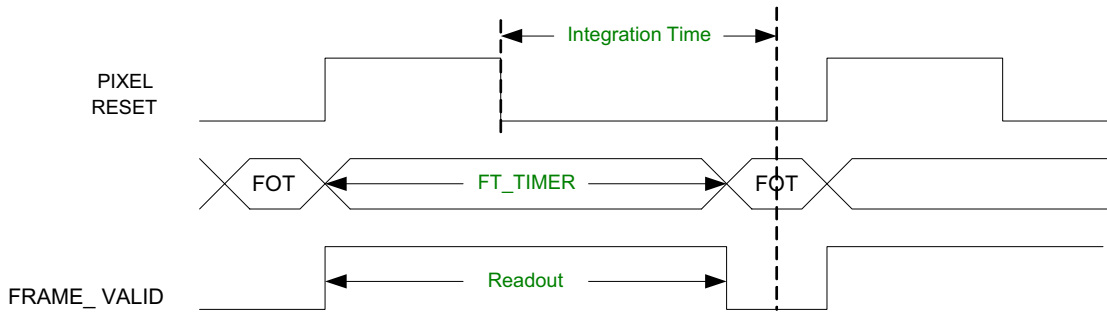 Integration Time
PIXEL
RESET
FOT
FT_TIMER
FOT
Readout
FRAME_ VALID